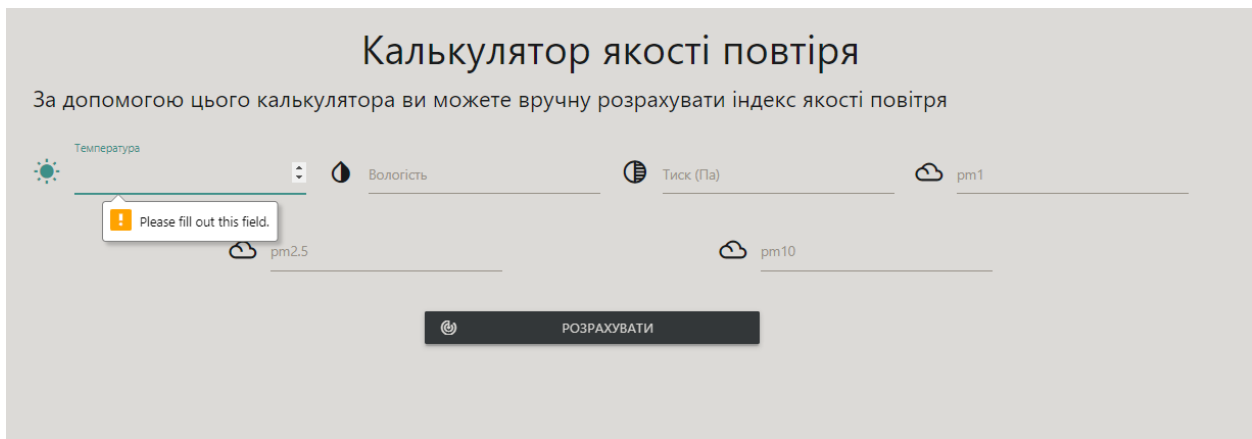 Калькулятор якості повтіря
За допомогою цього калькулятора ви можете вручну розрахувати індекс якості повітря
Температура
Вологість
Тиск (Па)
pm1
Please fill out this field.
pm2.5
pm10
РОЗРАХУВАТИ